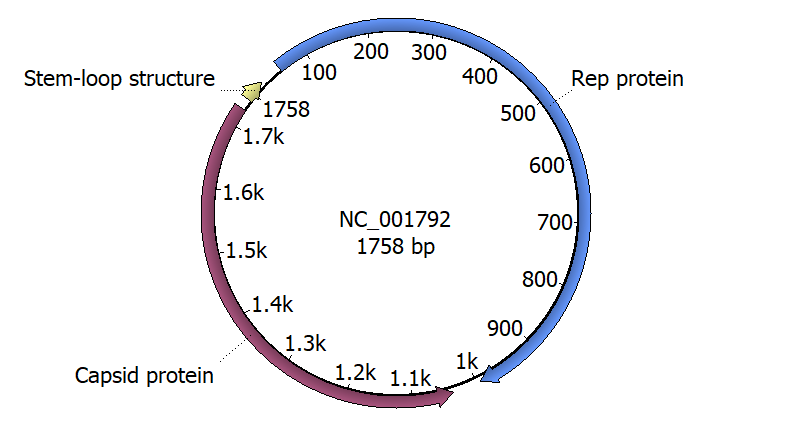 Stem-loop structure
Rep protein
Capsid protein
NC_001792
1758 bp
100
200
300
400
500
600
700
800
900
1k
1.1k
1.2k
1.3k
1.4k
1.5k
1.6k
1.7k
1758